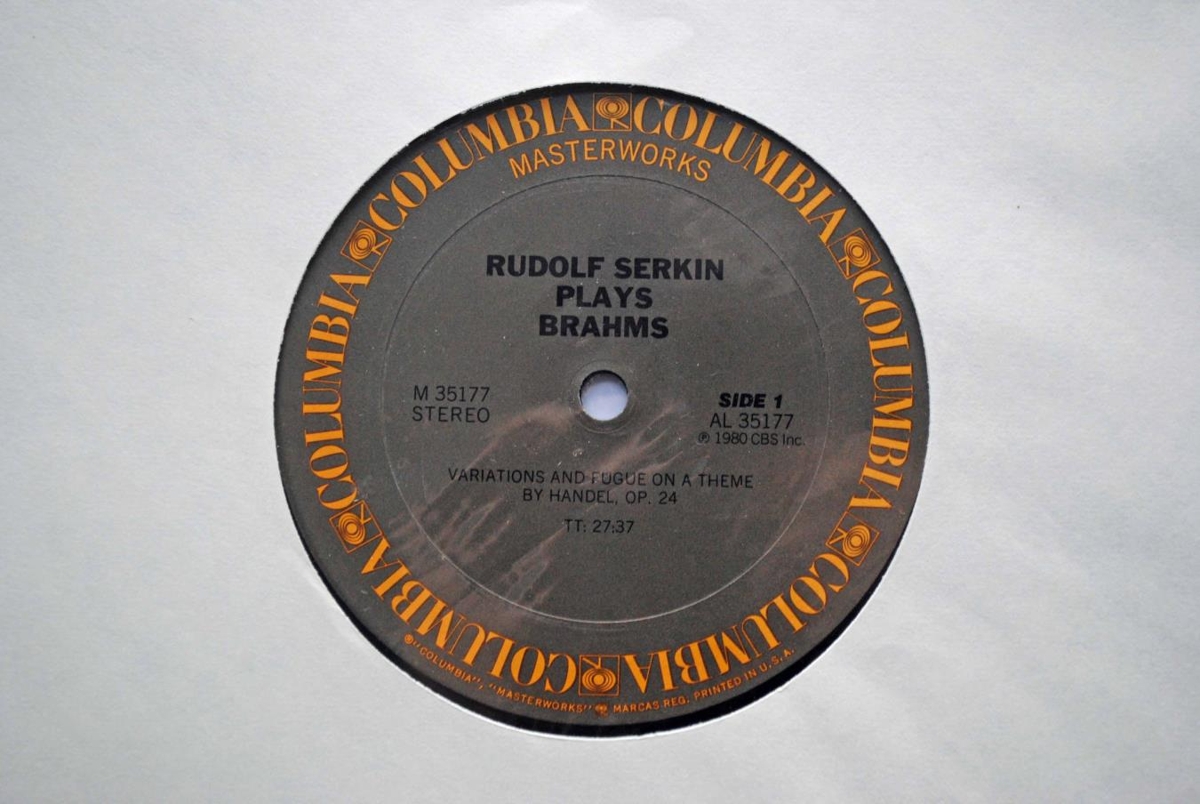 COLUMBIA COLUMBIA COLUMBIA COLUMBIA COLUMBIA COLUMBIA
MASTERWORKS
RUDOLF SERKIN
PLAYS
BRAHMS
M 35177
STEREO
SIDE 1
AL 35177
℗ 1980 CBS Inc.
VARIATIONS AND FUGUE ON A THEME
BY HANDEL, OP. 24
TT: 27:37
® "COLUMBIA", "MASTERWORKS" MARCAS REG. PRINTED IN U.S.A.